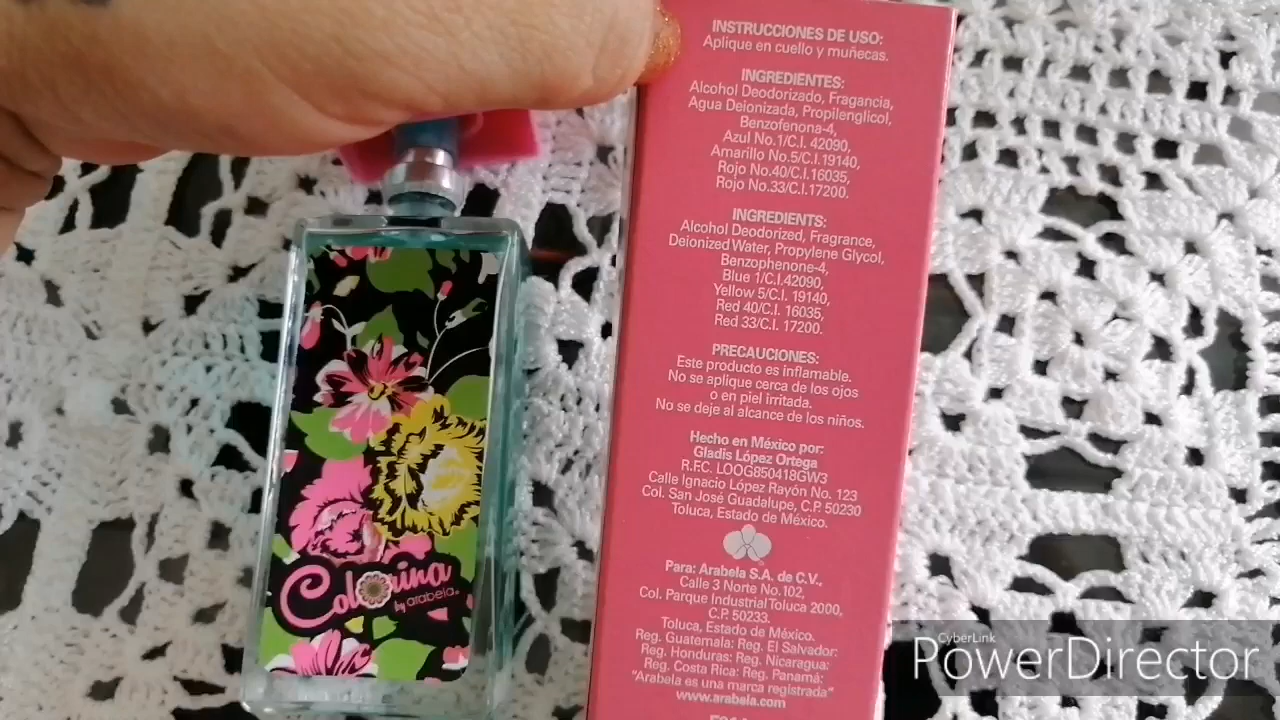 INSTRUCCIONES DE USO:
Aplique en cuello y muñecas.
INGREDIENTES:
Alcohol Deodorizado, Fragancia,
Agua Deionizada, Propilenglicol,
Benzofenona-4,
Azul No.1/C.I. 42090,
Amarillo No.5/C.I.19140,
Rojo No.40/C.I.16035,
Rojo No.33/C.I.17200.
INGREDIENTS:
Alcohol Deodorized, Fragrance,
Deionized Water, Propylene Glycol,
Benzophenone-4,
Blue 1/C.I.42090,
Yellow 5/C.I. 19140,
Red 40/C.I. 16035,
Red 33/C.I. 17200.
PRECAUCIONES:
Este producto es inflamable.
No se aplique cerca de los ojos
o en piel irritada.
No se deje al alcance de los niños.
Hecho en México por:
Gladis López Ortega
R.F.C. LOOG850418GW3
Calle Ignacio López Rayón No. 123
Col. San José Guadalupe, C.P. 50230
Toluca, Estado de México.
Para: Arabela S.A. de C.V.,
Calle 3 Norte No.102,
Col. Parque Industrial Toluca 2000,
C.P. 50233.
Toluca, Estado de México.
Reg. Guatemala: Reg. El Salvador:
Reg. Honduras: Reg. Nicaragua:
Reg. Costa Rica: Reg. Panamá:
"Arabela es una marca registrada"
www.arabela.com
Colorina
by arabela
CyberLink
PowerDirector